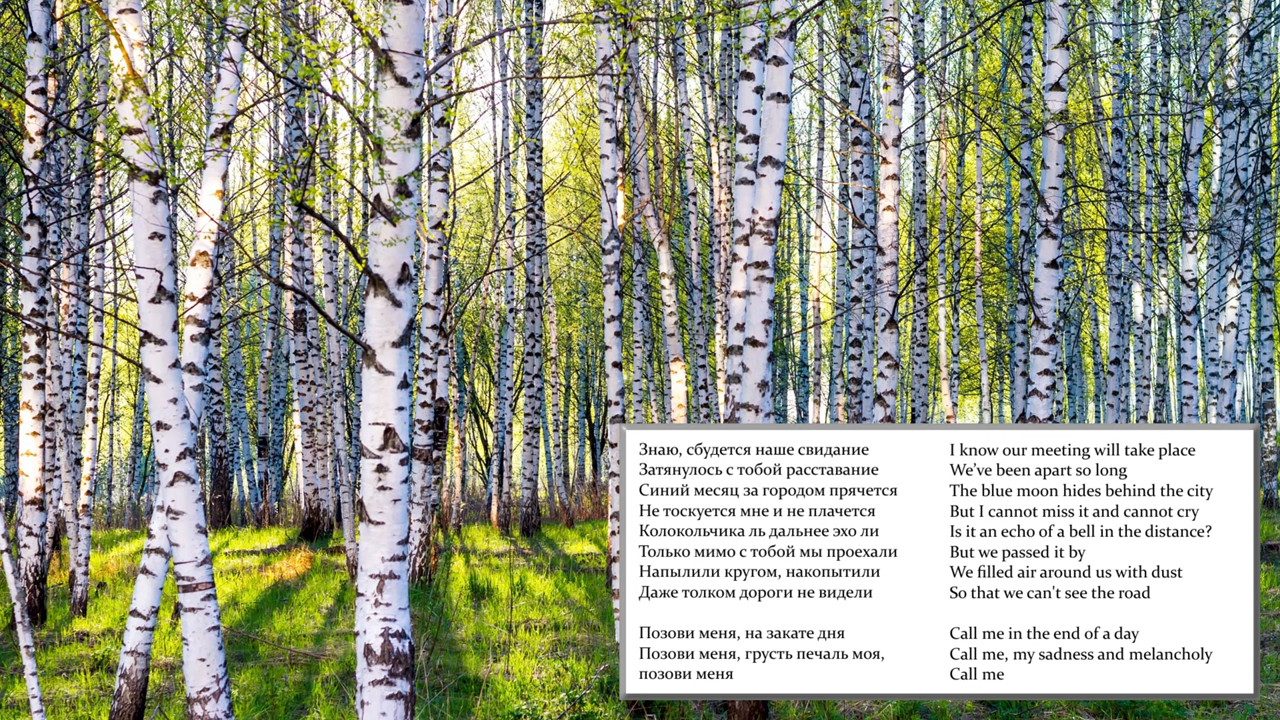 Знаю, сбудется наше свидание
Затянулось с тобой расставание
Синий месяц за городом прячется
Не тоскуется мне и не плачется
Колокольчика ль дальнее эхо ли
Только мимо с тобой мы проехали
Напылили кругом, накопытили
Даже толком дороги не видели
Позови меня, на закате дня
Позови меня, грусть печаль моя,
позови меня
I know our meeting will take place
We’ve been apart so long
The blue moon hides behind the city
But I cannot miss it and cannot cry
Is it an echo of a bell in the distance?
But we passed it by
We filled air around us with dust
So that we can't see the road
Call me in the end of a day
Call me, my sadness and melancholy
Call me